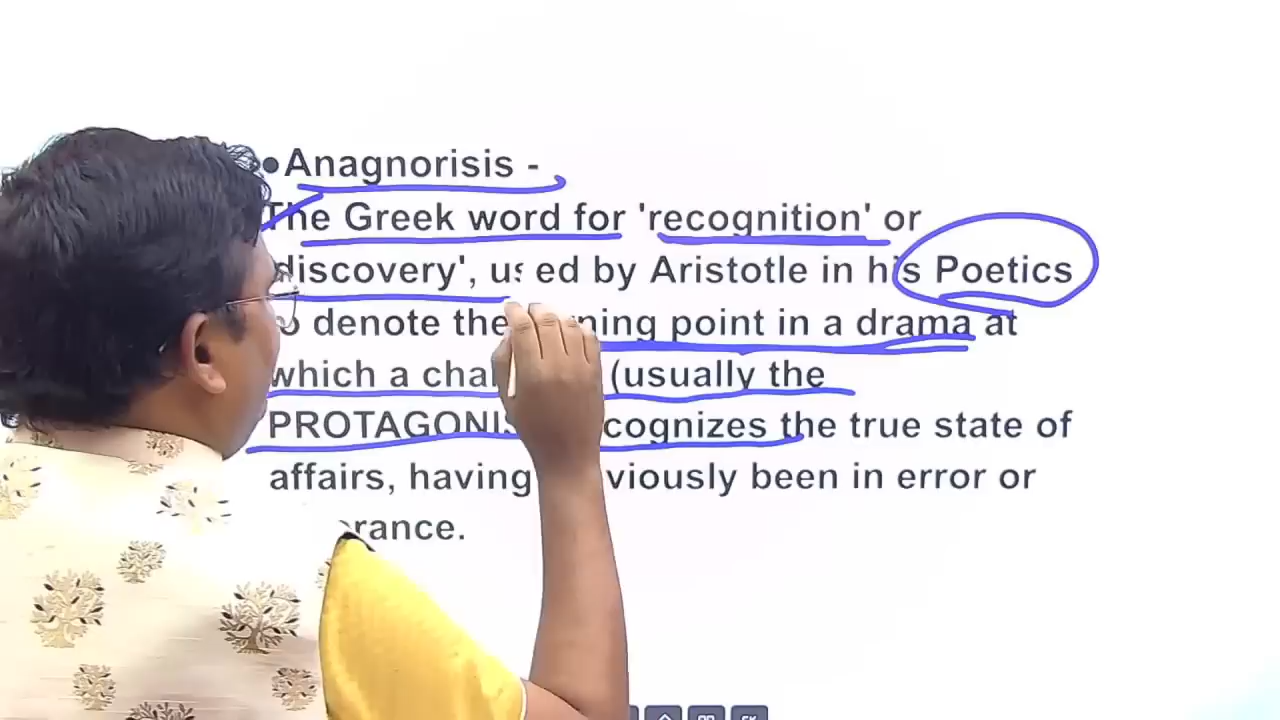 •Anagnorisis -
The Greek word for 'recognition' or
discovery', used by Aristotle in his Poetics
denote the point in a drama at
which a (usually the
the true state of
affairs, having been in error or